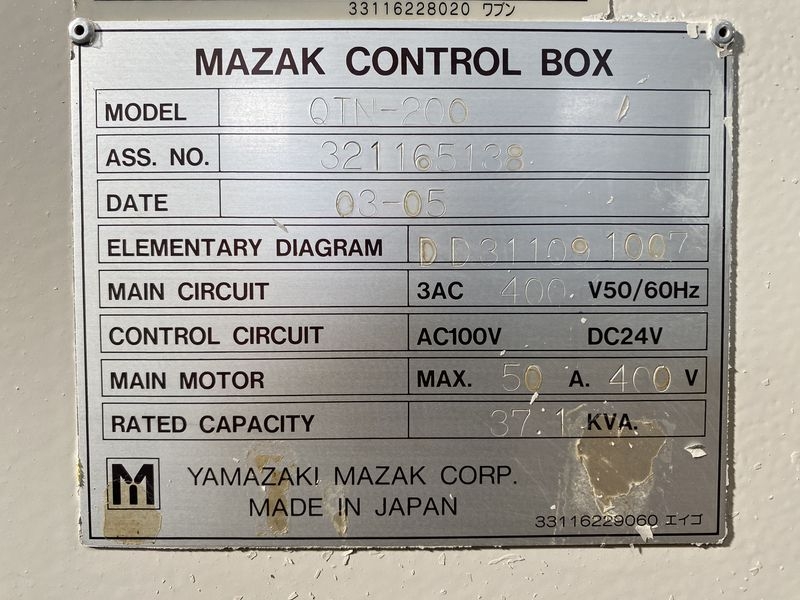 33116228020 ワブン
MAZAK CONTROL BOX
MODEL QTN-200
ASS. NO. 321165138
DATE 03-05
ELEMENTARY DIAGRAM DD311091007
MAIN CIRCUIT 3AC 400. V50/60Hz
CONTROL CIRCUIT AC100V DC24V
MAIN MOTOR MAX. 50 A. 400 V
RATED CAPACITY 37.1 KVA.
M YAMAZAKI MAZAK CORP.
MADE IN JAPAN
33116229060 エイゴ